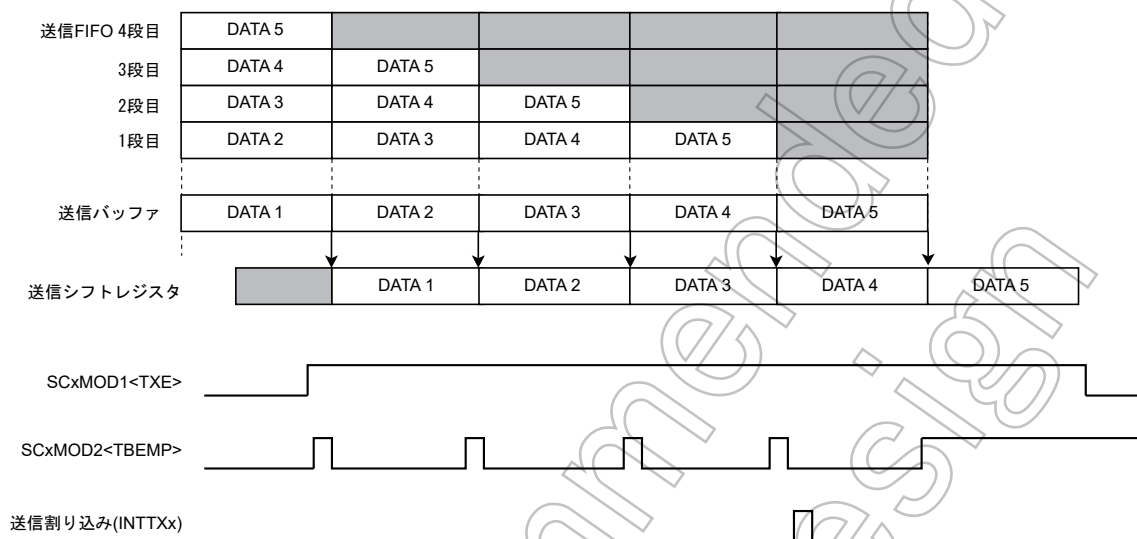 送信FIFO 4段目 DATA 5
3段目 DATA 4 DATA 5
2段目 DATA 3 DATA 4 DATA 5
1段目 DATA 2 DATA 3 DATA 4 DATA 5
送信バッファ DATA 1 DATA 2 DATA 3 DATA 4 DATA 5
送信シフトレジスタ DATA 1 DATA 2 DATA 3 DATA 4 DATA 5
SCxMOD1<TXE>
SCxMOD2<TBEMP>
送信割り込み(INTTXx)